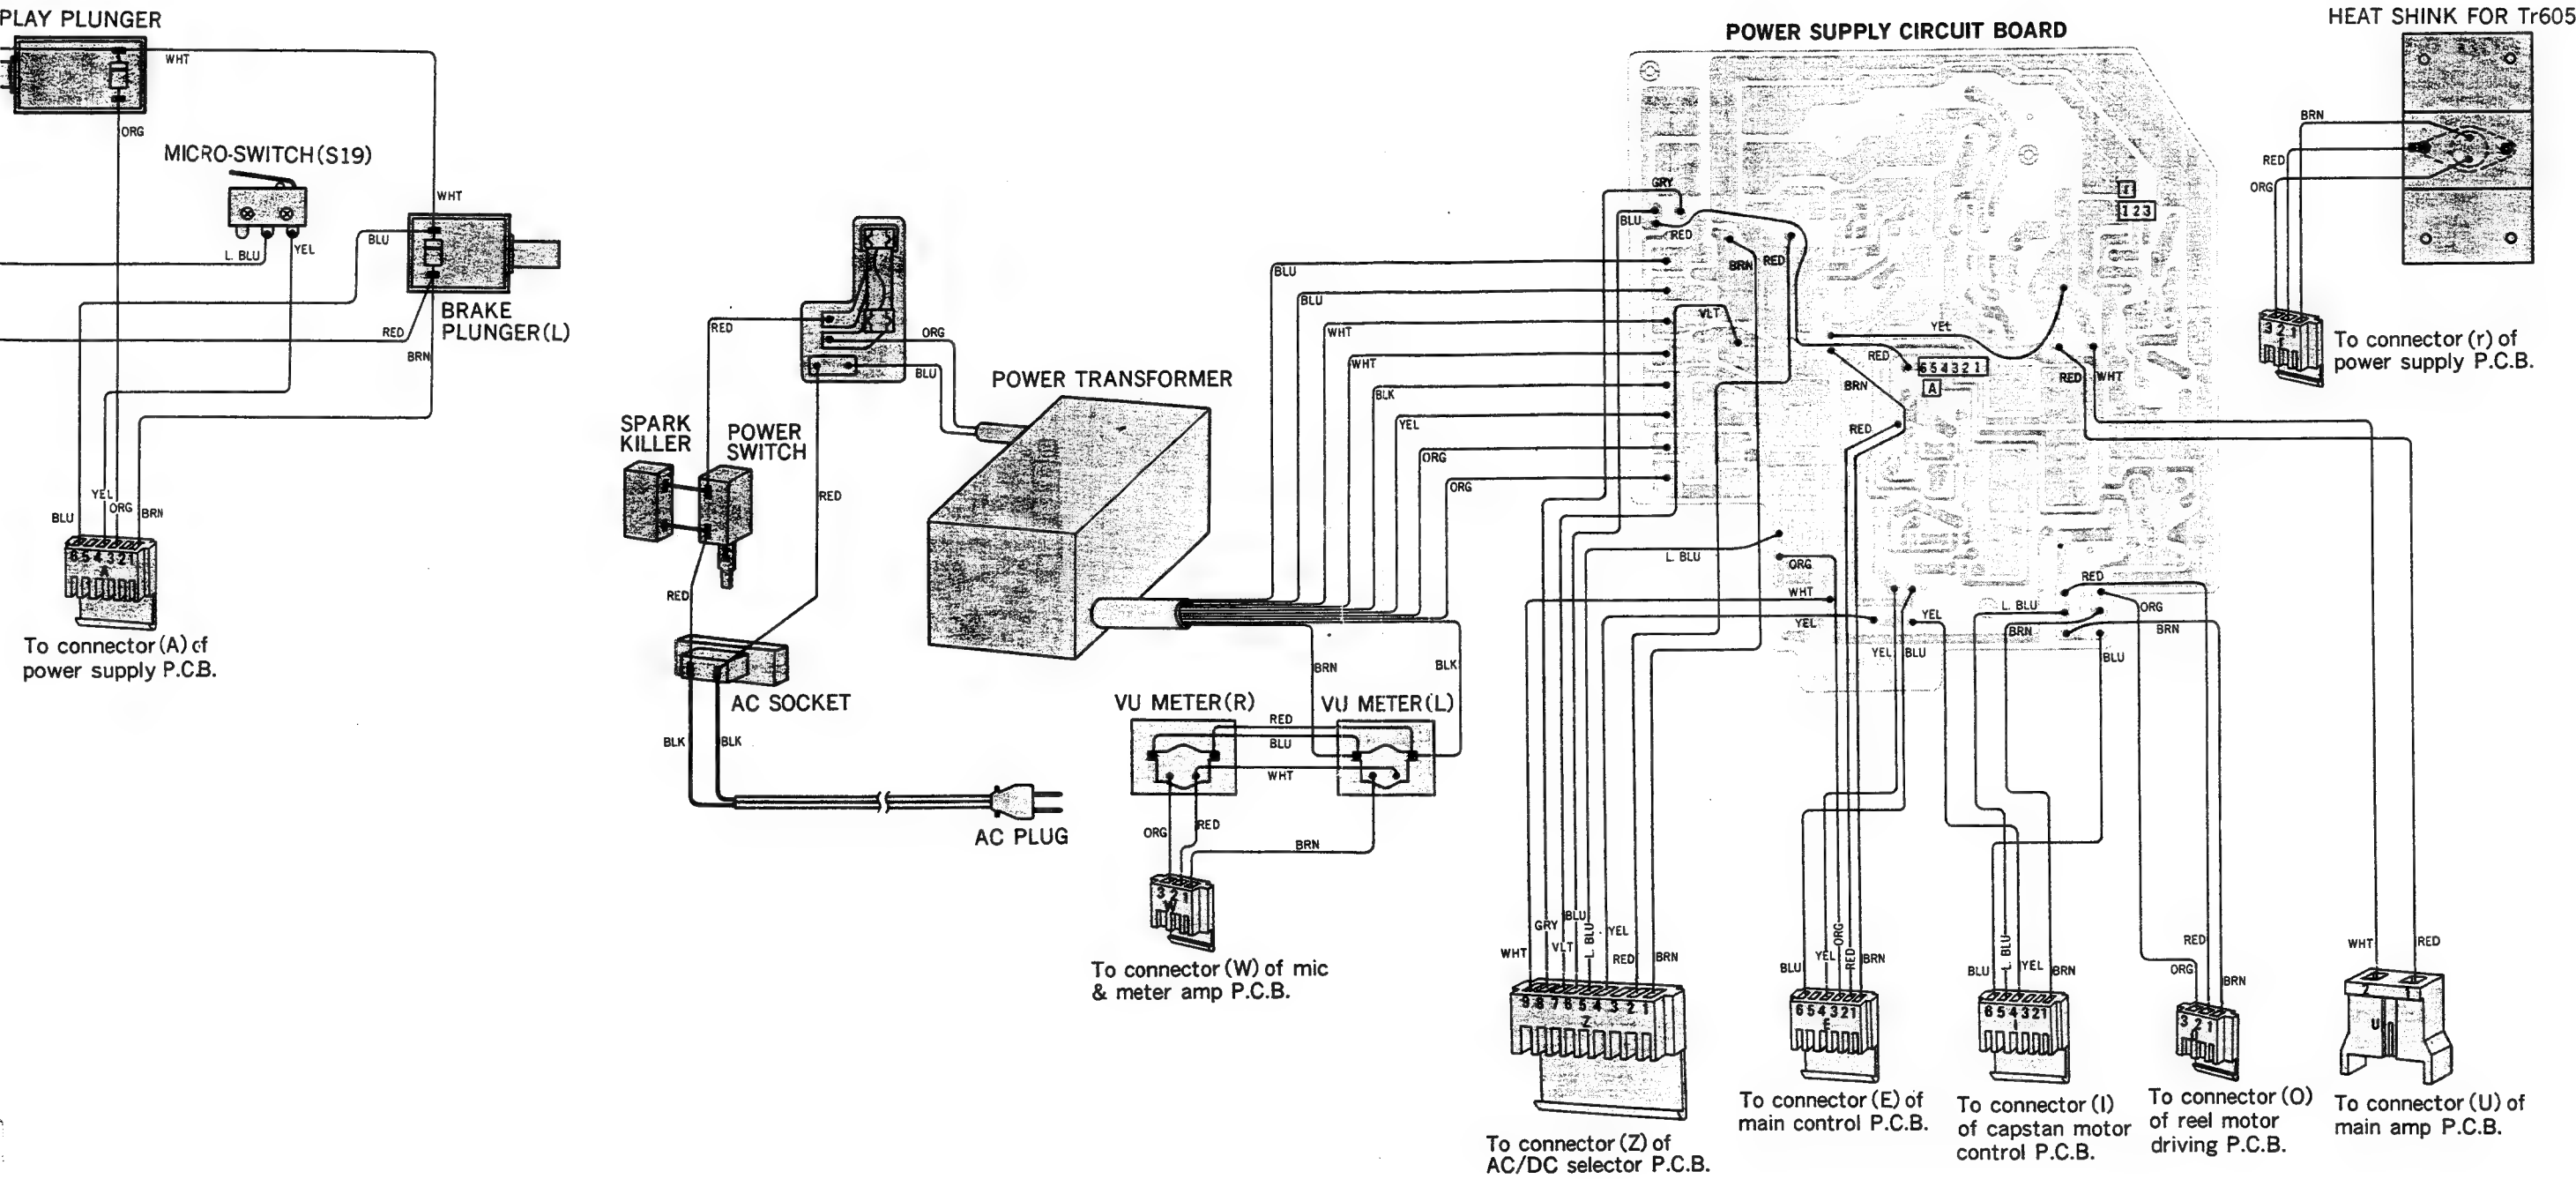 PLAY PLUNGER
WHT
ORG
MICRO-SWITCH(S19)
WHT
BLU
L. BLU
YEL
BRAKE
PLUNGER(L)
RED
BRN
YEL
ORG
BLU
BRN
654321
A
To connector (A) of
power supply P.C.B.
RED
ORG
BLU
SPARK
KILLER
POWER
SWITCH
RED
RED
AC SOCKET
BLK
BLK
AC PLUG
POWER TRANSFORMER
BLU
BLU
WHT
WHT
BLK
YEL
ORG
ORG
BRN
BLK
VU METER(R)
VU METER(L)
RED
BLU
WHT
ORG
RED
BRN
321
W
To connector (W) of mic
& meter amp P.C.B.
POWER SUPPLY CIRCUIT BOARD
GRY
BLU
RED
BRN
RED
VLT
YEL
RED
BRN
RED
654321
A
r
123
RED
WHT
L. BLU
ORG
WHT
YEL
YEL
BLU
YEL
L. BLU
BRN
RED
ORG
BRN
BLU
HEAT SHINK FOR Tr605
BRN
RED
ORG
321
r
To connector (r) of
power supply P.C.B.
WHT
GRY
VLT
BLU
L. BLU
YEL
RED
BRN
987654321
Z
To connector (Z) of
AC/DC selector P.C.B.
BLU
YEL
ORG
RED
BRN
654321
E
To connector (E) of
main control P.C.B.
BLU
L. BLU
YEL
BRN
654321
I
To connector (I)
of capstan motor
control P.C.B.
RED
ORG
BRN
321
O
To connector (O)
of reel motor
driving P.C.B.
WHT
RED
2 1
U
To connector (U) of
main amp P.C.B.